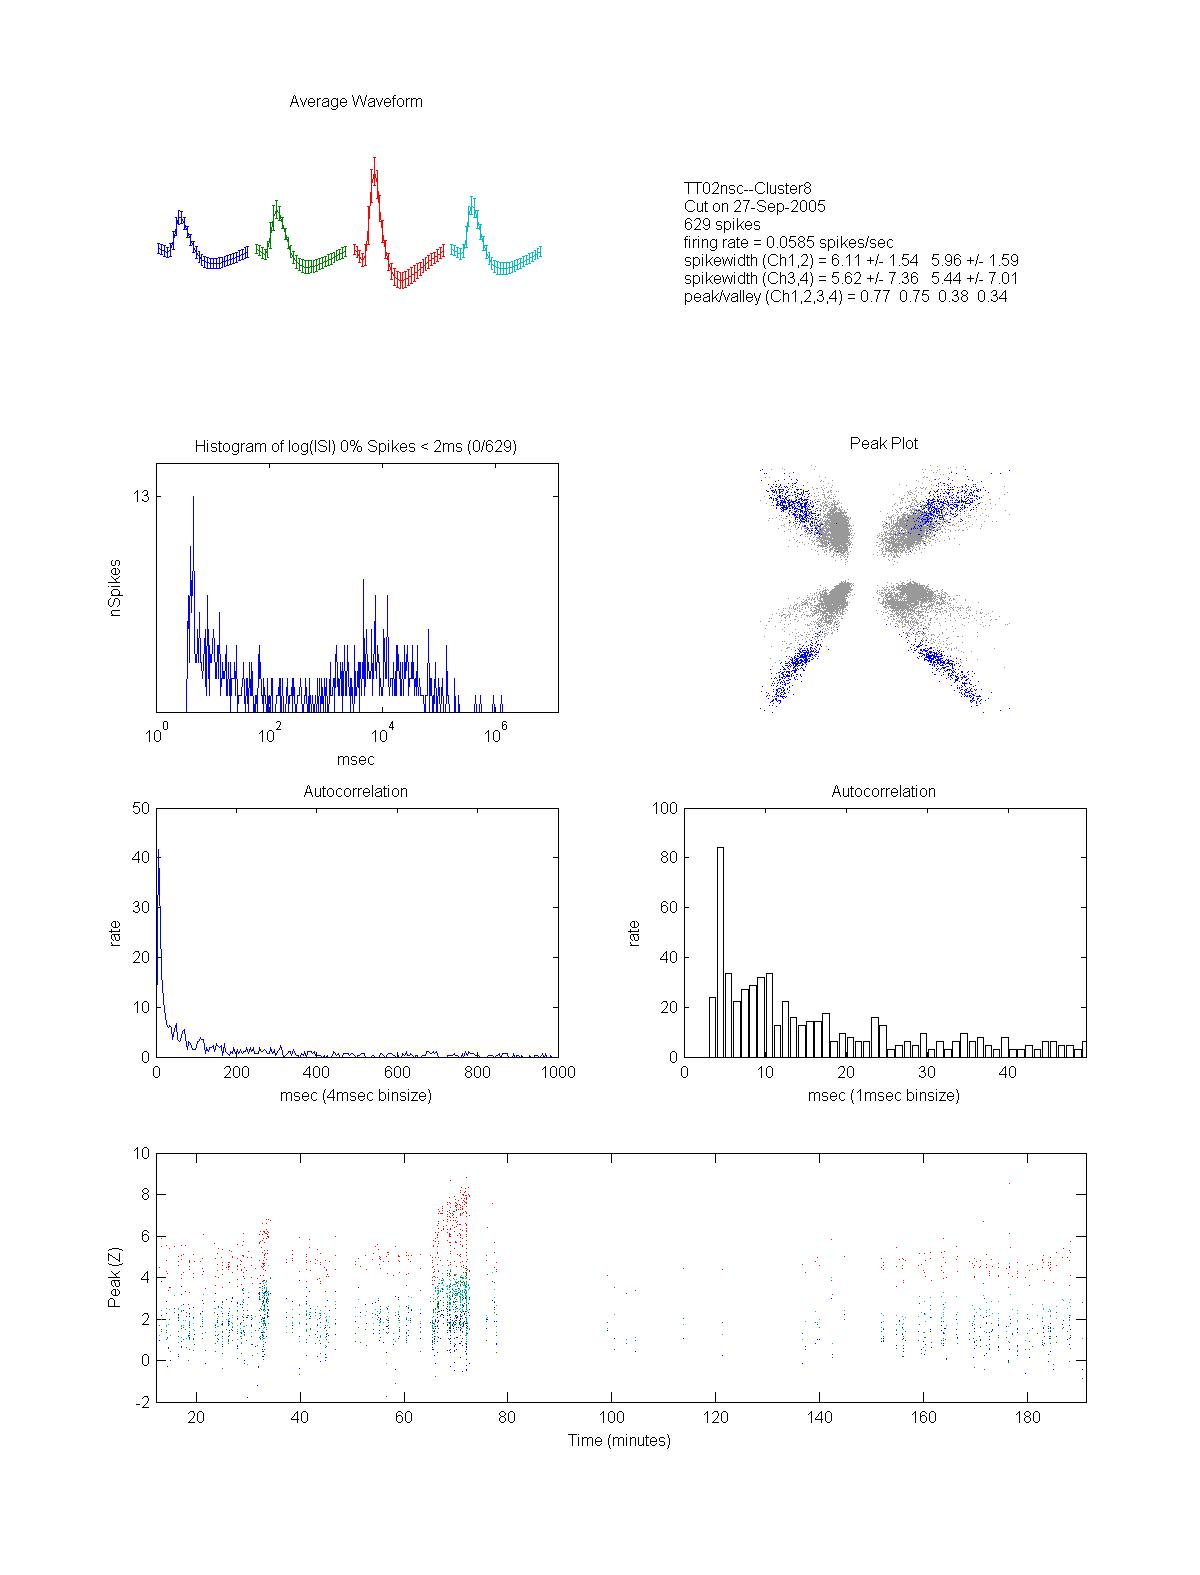 Average Waveform
TT02nsc--Cluster8
Cut on 27-Sep-2005
629 spikes
firing rate = 0.0585 spikes/sec
spikewidth (Ch1,2) = 6.11 +/- 1.54 5.96 +/- 1.59
spikewidth (Ch3,4) = 5.62 +/- 7.36 5.44 +/- 7.01
peak/valley (Ch1,2,3,4) = 0.77 0.75 0.38 0.34
Histogram of log(ISI) 0% Spikes < 2ms (0/629)
13
nSpikes
10^0 10^2 10^4 10^6
msec
Peak Plot
Autocorrelation
50
40
30
20
10
0
rate
0 200 400 600 800 1000
msec (4msec binsize)
Autocorrelation
100
80
60
40
20
0
rate
0 10 20 30 40
msec (1msec binsize)
10
8
6
4
2
0
-2
Peak (Z)
20 40 60 80 100 120 140 160 180
Time (minutes)